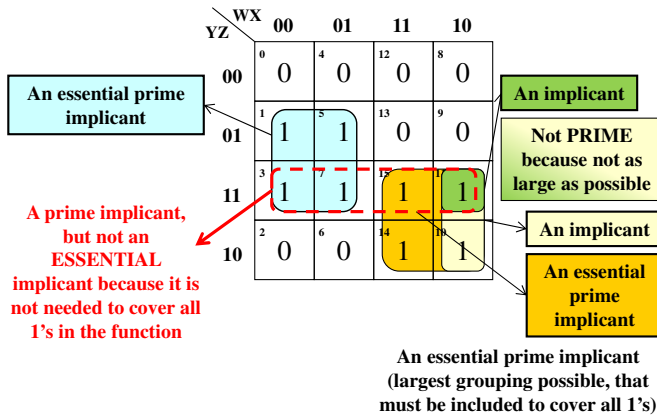 WX
YZ
00 01 11 10
0 4 12 8
00 0 0 0 0
An essential prime
implicant
An implicant
1 5 13 9
01 1 1 0 0
Not PRIME
because not as
large as possible
3 7 15
11 1 1 1 1
A prime implicant,
but not an
ESSENTIAL
implicant because it is
not needed to cover all
1's in the function
An implicant
2 6 14 10
10 0 0 1 1
An essential
prime
implicant
An essential prime implicant
(largest grouping possible, that
must be included to cover all 1's)